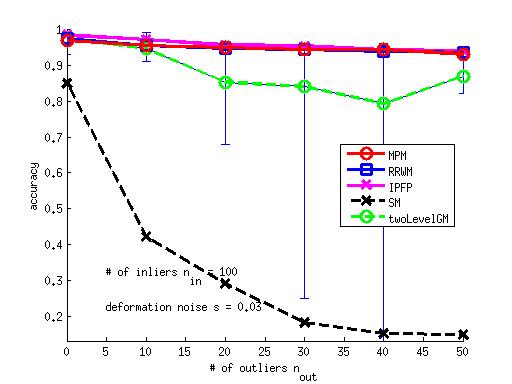 1
0.9
0.8
0.7
0.6
0.5
0.4
0.3
0.2
accuracy
MPM
RRWM
IPFP
SM
twoLevelGM
# of inliers n in = 100
deformation noise s = 0.03
0 5 10 15 20 25 30 35 40 45 50
# of outliers n out